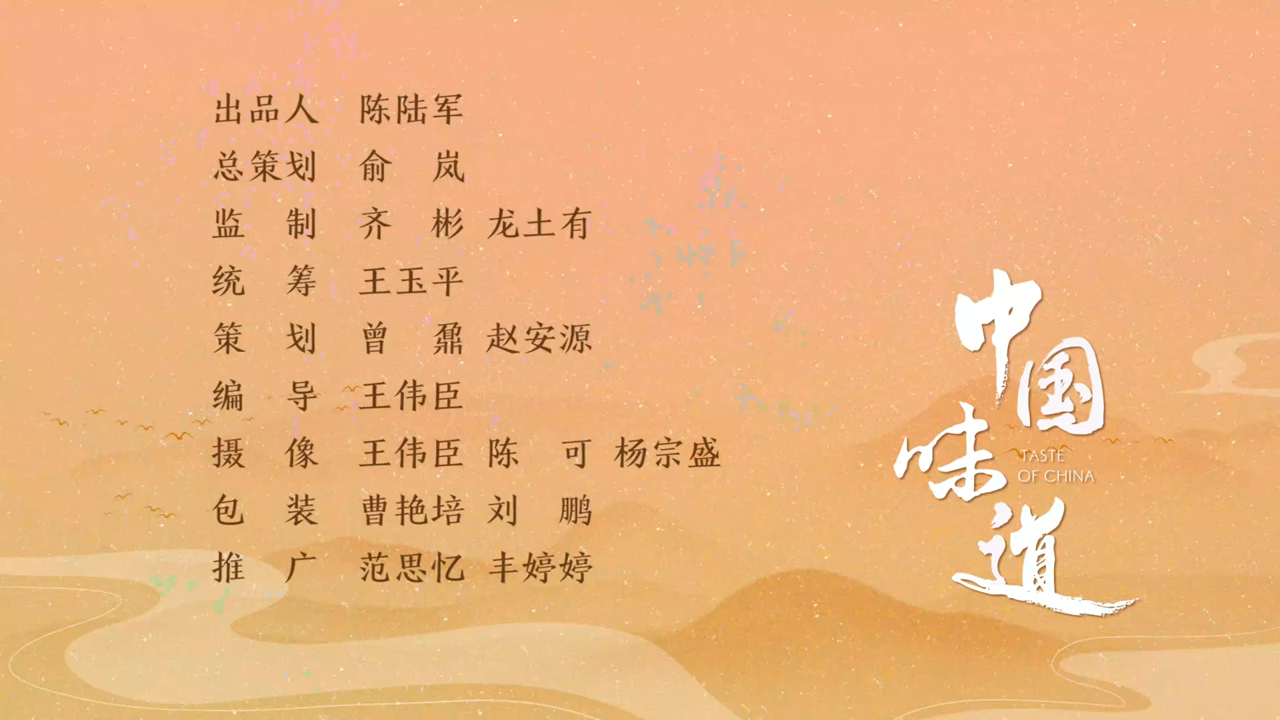 出品人 陈陆军
总策划 俞 岚
监 制 齐 彬 龙土有
统 筹 王玉平
策 划 曾 鼐 赵安源
编 导 王伟臣
摄 像 王伟臣 陈 可 杨宗盛
包 装 曹艳培 刘 鹏
推 广 范思忆 丰婷婷
中国味道
TASTE
OF CHINA